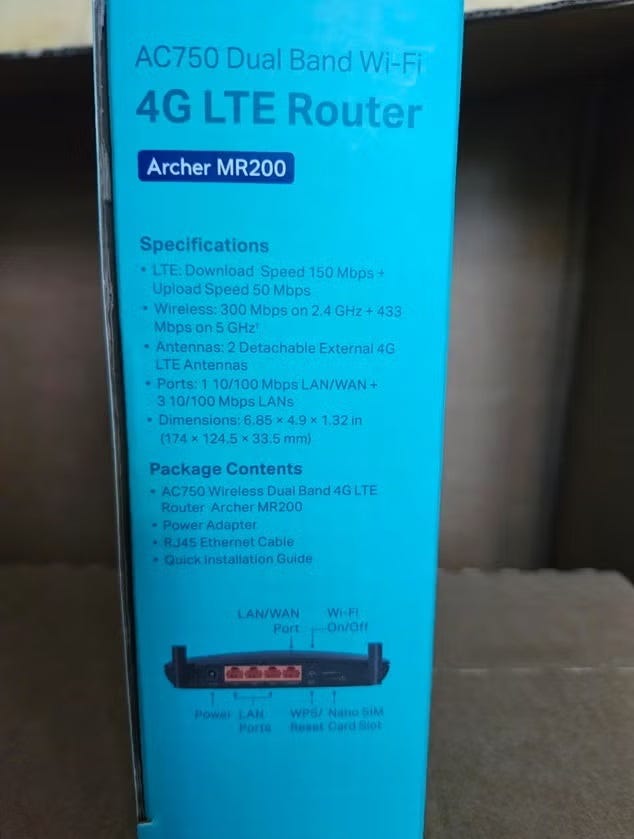 AC750 Dual Band Wi-Fi
4G LTE Router
Archer MR200
Specifications
• LTE: Download Speed 150 Mbps +
Upload Speed 50 Mbps
• Wireless: 300 Mbps on 2.4 GHz + 433
Mbps on 5 GHz†
• Antennas: 2 Detachable External 4G
LTE Antennas
• Ports: 1 10/100 Mbps LAN/WAN +
3 10/100 Mbps LANs
• Dimensions: 6.85 × 4.9 × 1.32 in
(174 × 124.5 × 33.5 mm)
Package Contents
• AC750 Wireless Dual Band 4G LTE
Router Archer MR200
• Power Adapter
• RJ45 Ethernet Cable
• Quick Installation Guide
LAN/WAN Wi-Fi
Port On/Off
Power LAN WPS/ Nano SIM
Ports Reset Card Slot